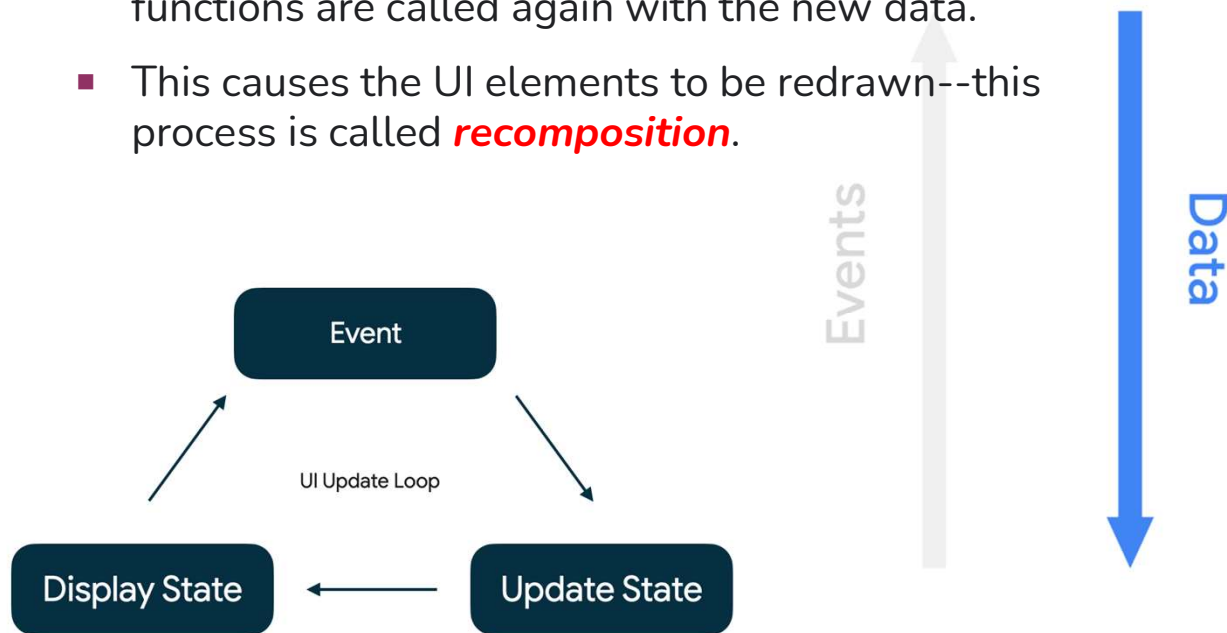 functions are called again with the new data.
This causes the UI elements to be redrawn--this
process is called recomposition.
Events
Data
Event
UI Update Loop
Display State
Update State